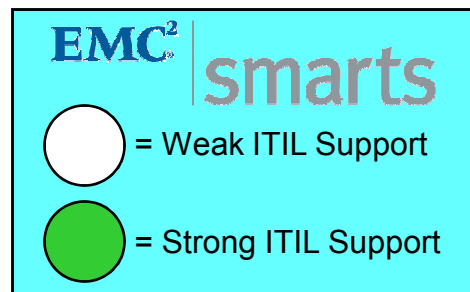 EMC²®
smarts
= Weak ITIL Support
= Strong ITIL Support